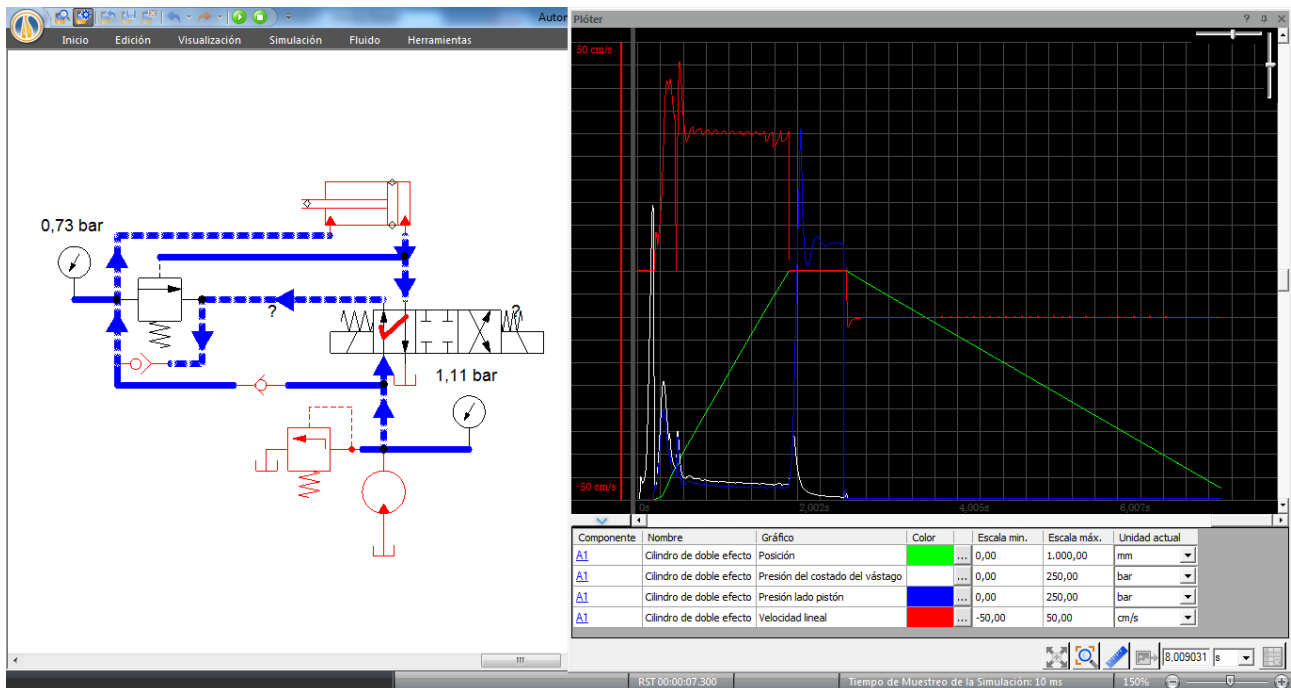 Autom
Inicio Edición Visualización Simulación Fluido Herramientas
0,73 bar
?
?
1,11 bar
Plóter
?
50 cm/s
-50 cm/s
0s 2,002s 4,005s 6,007s
Componente Nombre Gráfico Color Escala min. Escala máx. Unidad actual
A1 Cilindro de doble efecto Posición ... 0,00 1.000,00 mm
A1 Cilindro de doble efecto Presión del costado del vástago ... 0,00 250,00 bar
A1 Cilindro de doble efecto Presión lado pistón ... 0,00 250,00 bar
A1 Cilindro de doble efecto Velocidad lineal ... -50,00 50,00 cm/s
8,009031 s
RST 00:00:07.300 Tiempo de Muestreo de la Simulación: 10 ms 150%